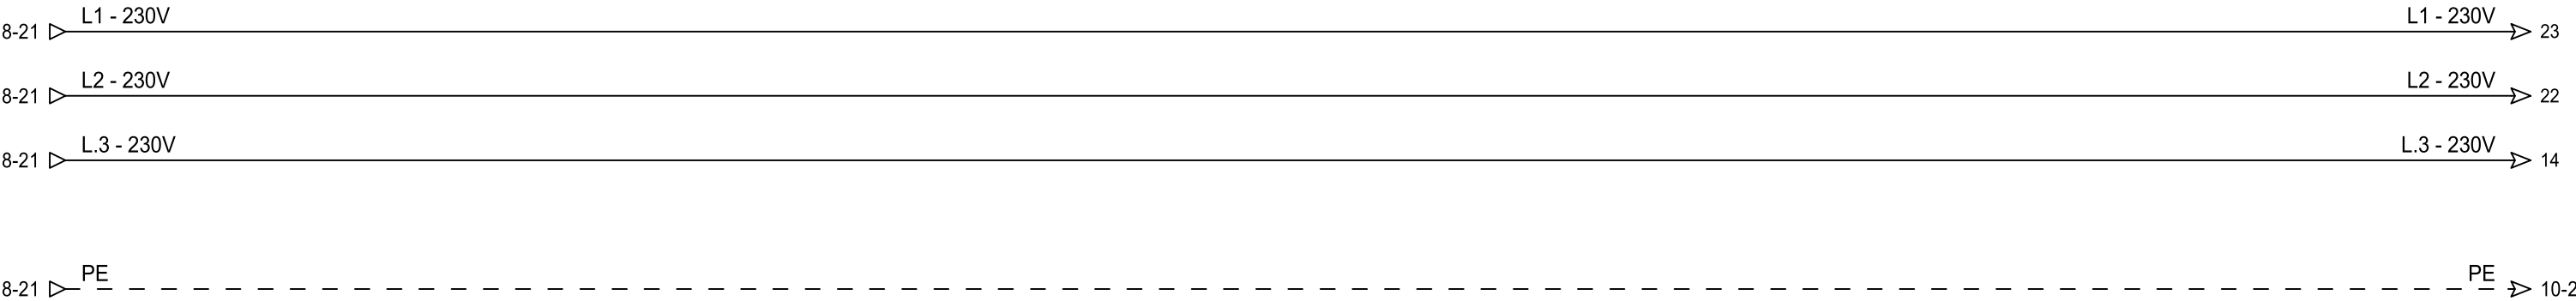 L1 - 230V L1 - 230V
8-21 23
L2 - 230V L2 - 230V
8-21 22
L.3 - 230V L.3 - 230V
8-21 14
PE PE
8-21 10-2